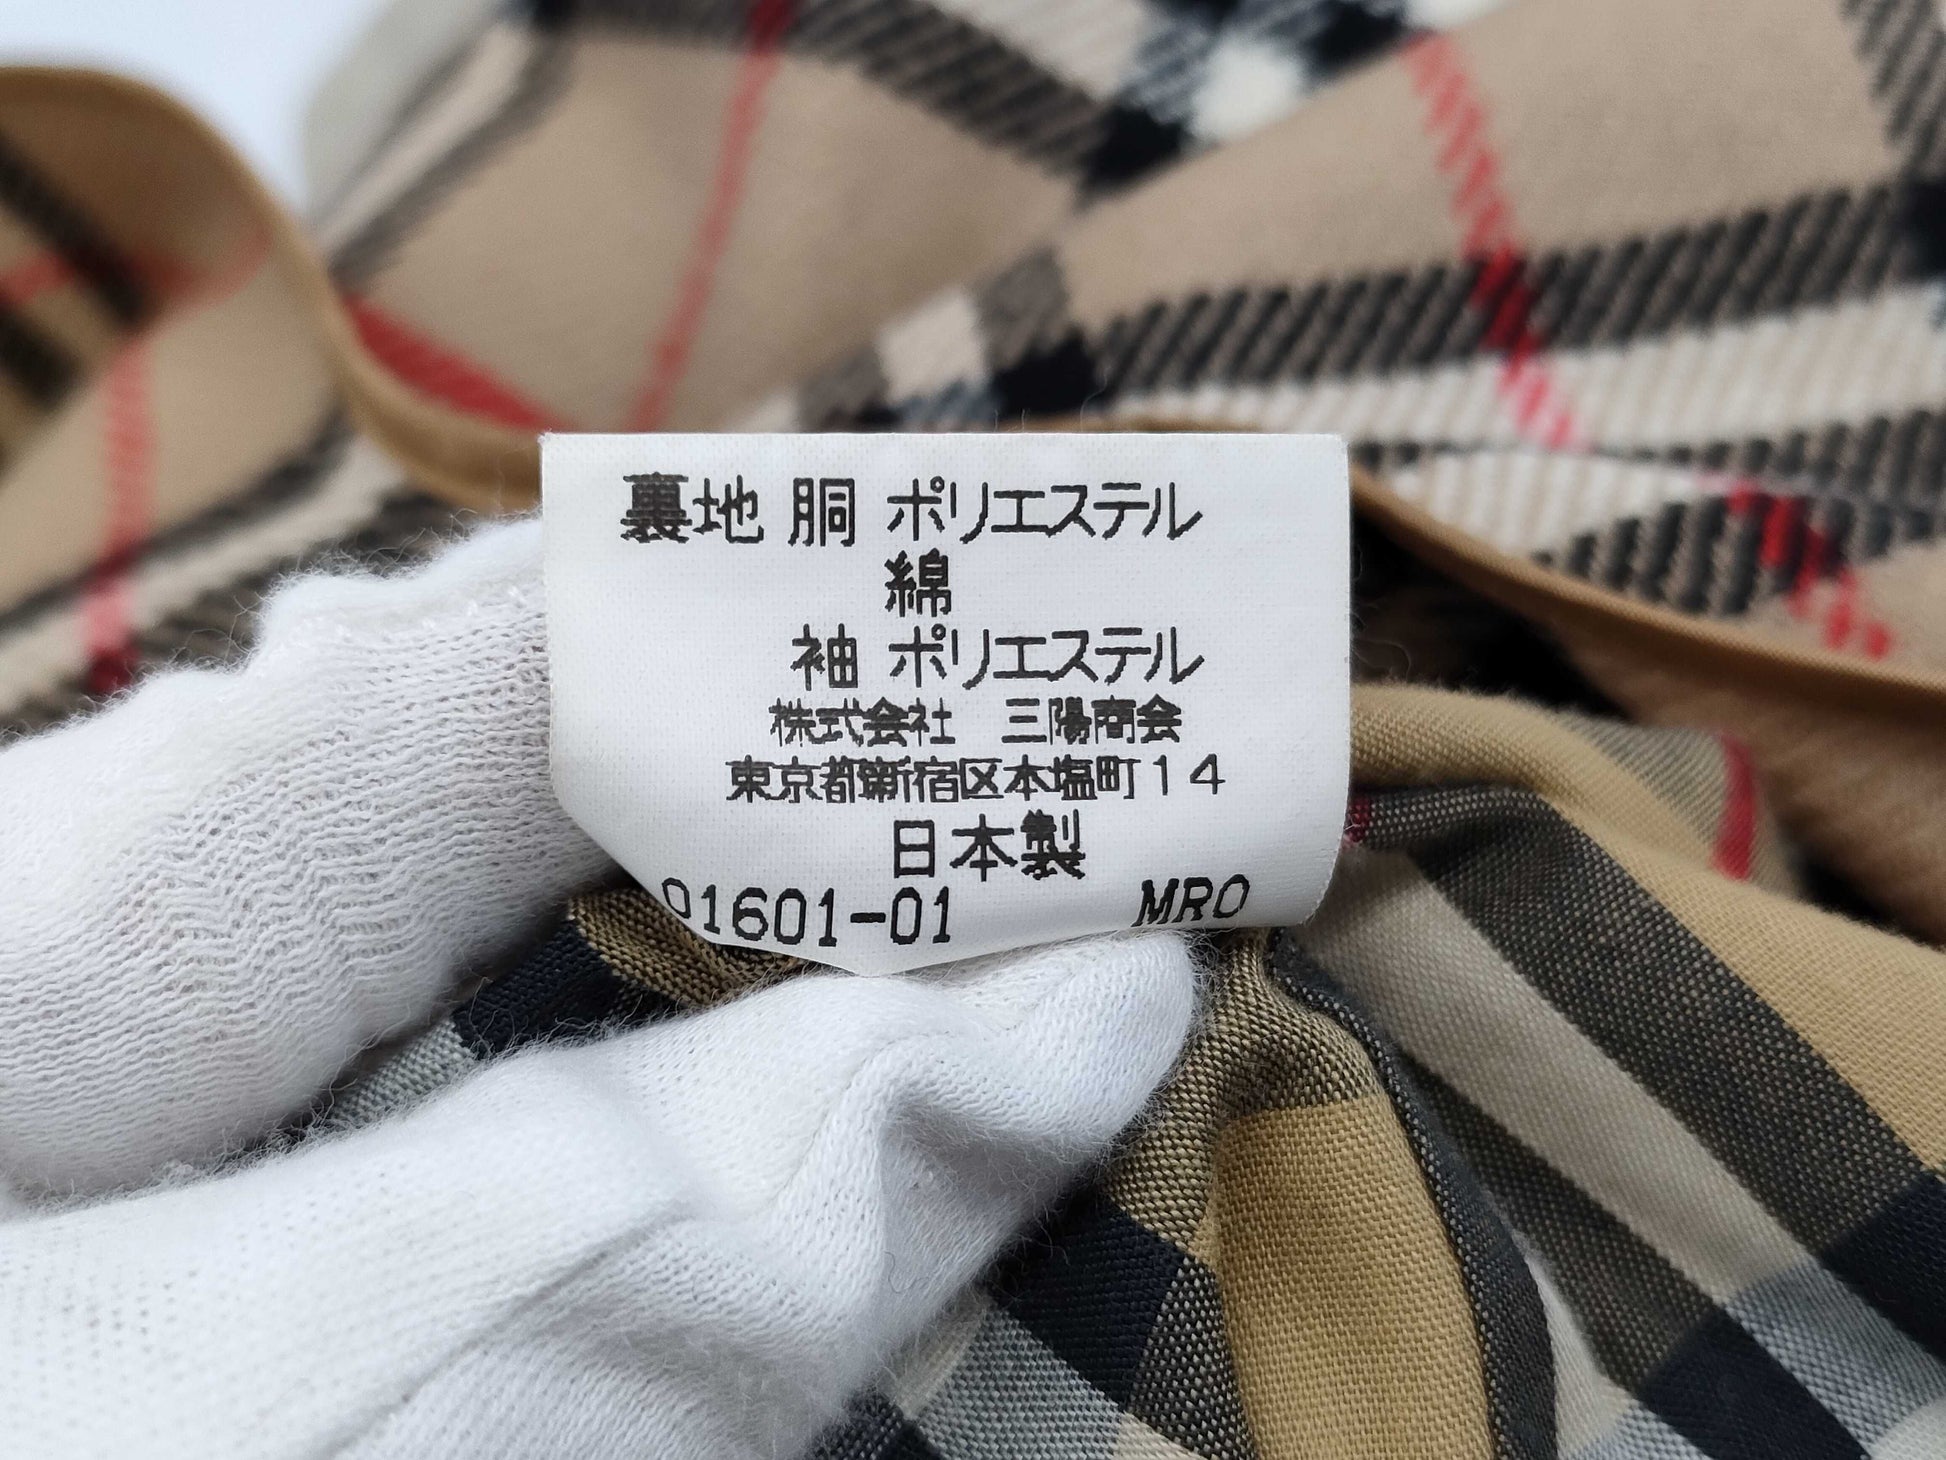 裏地 胴 ポリエステル
綿
袖 ポリエステル
株式会社 三陽商会
東京都新宿区本塩町14
日本製
01601-01 MRO